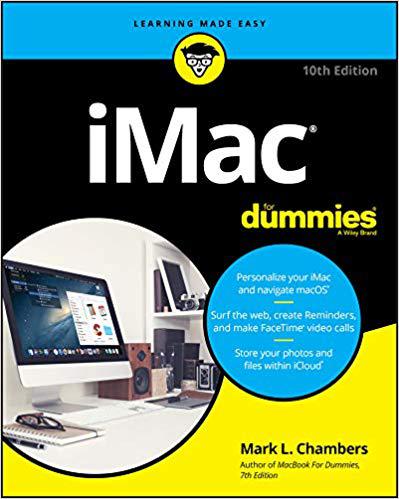 LEARNING MADE EASY
10th Edition
iMac®
for
dummies®
A Wiley Brand
Personalize your iMac
and navigate macOS®
Surf the web, create Reminders,
and make FaceTime® video calls
Store your photos and
files within iCloud®
Mark L. Chambers
Author of MacBook For Dummies,
7th Edition